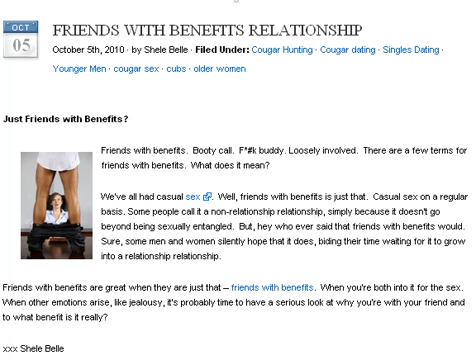 OCT
05
FRIENDS WITH BENEFITS RELATIONSHIP
October 5th, 2010 · by Shele Belle · Filed Under: Cougar Hunting · Cougar dating · Singles Dating ·
Younger Men · cougar sex · cubs · older women
Just Friends with Benefits?
Friends with benefits.  Booty call.  F*#k buddy. Loosely involved.  There are a few terms for
friends with benefits.  What does it mean?
We've all had casual sex.  Well, friends with benefits is just that.  Casual sex on a regular
basis. Some people call it a non-relationship relationship, simply because it doesn't go
beyond being sexually entangled.  But, hey who ever said that friends with benefits would.
Sure, some men and women silently hope that it does, biding their time waiting for it to grow
into a relationship relationship.
Friends with benefits are great when they are just that – friends with benefits.  When you're both into it for the sex.
When other emotions arise, like jealousy, it's probably time to have a serious look at why you're with your friend and
to what benefit is it really?
xxx Shele Belle